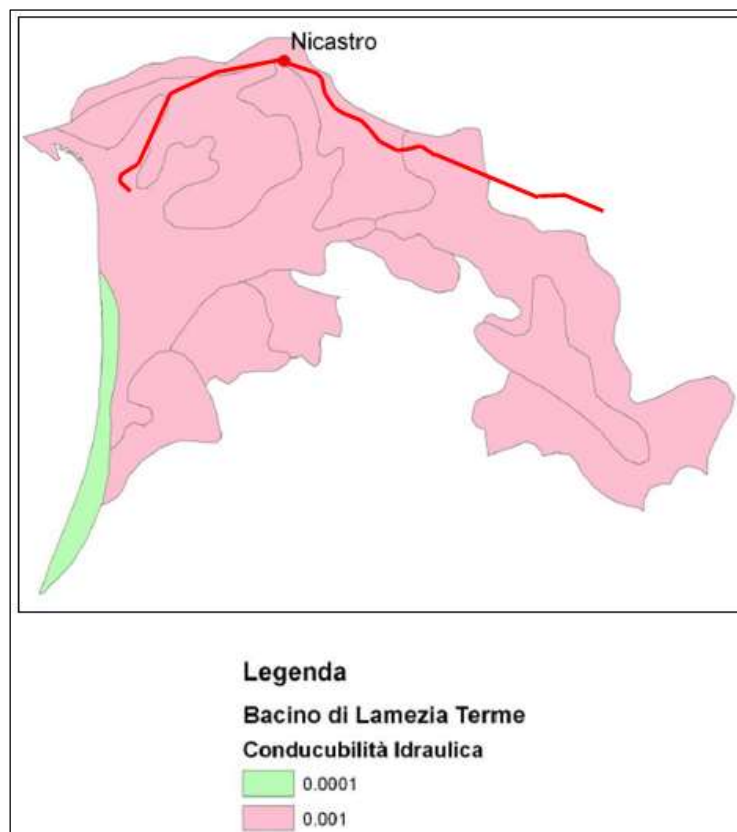 Nicastro
Legenda
Bacino di Lamezia Terme
Conducubilità Idraulica
0.0001
0.001